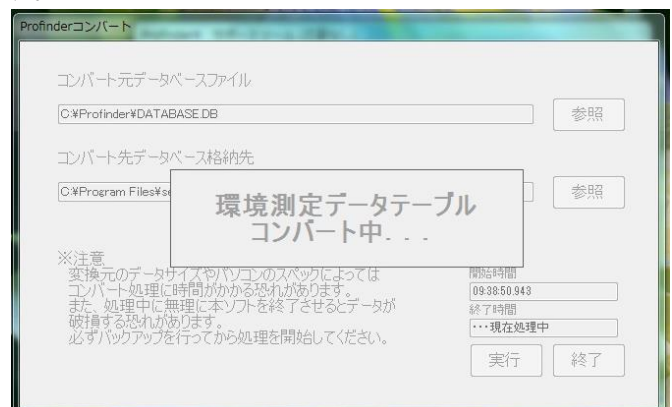 Profinderコンバート
コンバート元データベースファイル
C:¥Profinder¥DATABASE.DB
参照
コンバート先データベース格納先
C:¥Program Files¥se
参照
環境測定データテーブル
コンバート中...
※注意
変換元のデータサイズやパソコンのスペックによっては
コンバート処理に時間がかかる恐れがあります。
また、処理中に無理に本ソフトを終了させるとデータが
破損する恐れがあります。
必ずバックアップを行ってから処理を開始してください。
開始時間
09:38:50.943
終了時間
・・・現在処理中
実行
終了